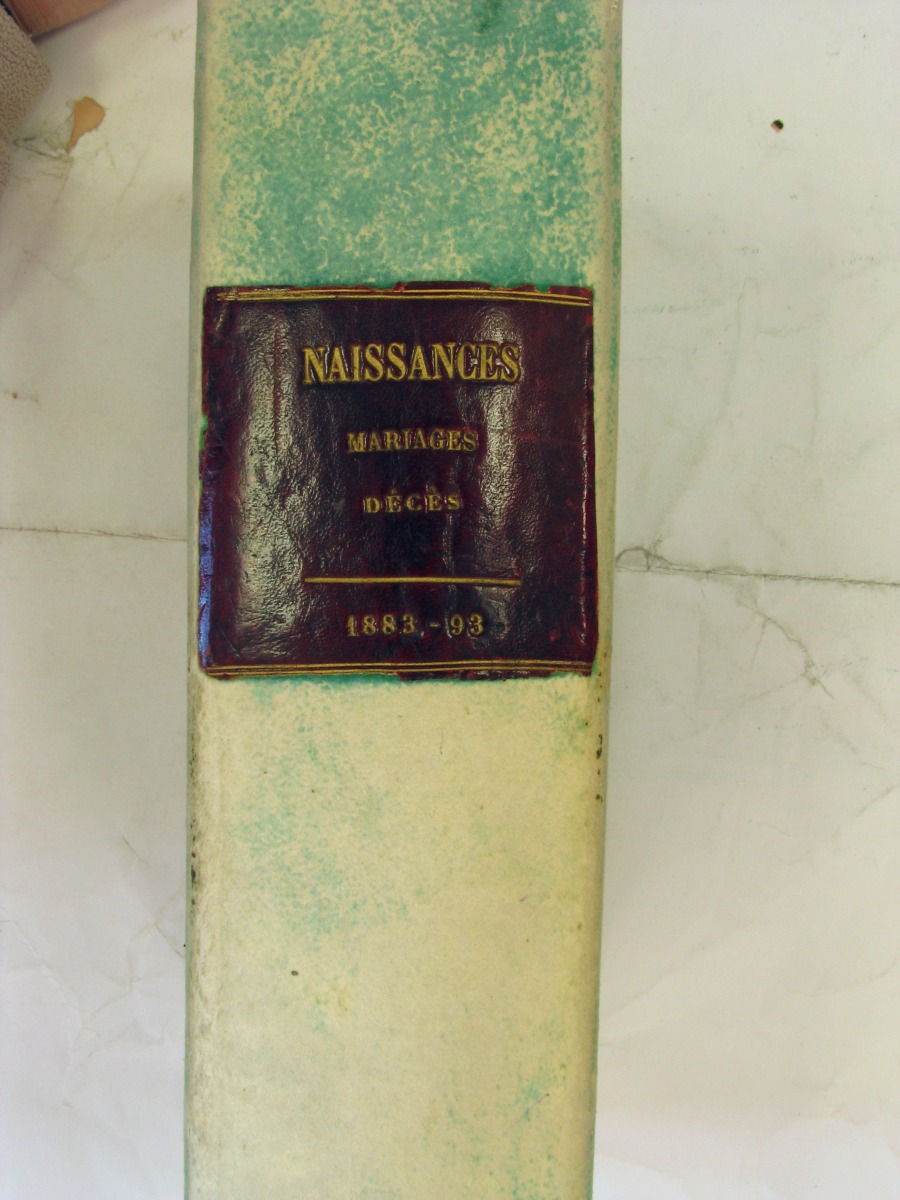 NAISSANCES
MARIAGES
DÉCÈS
1883-93